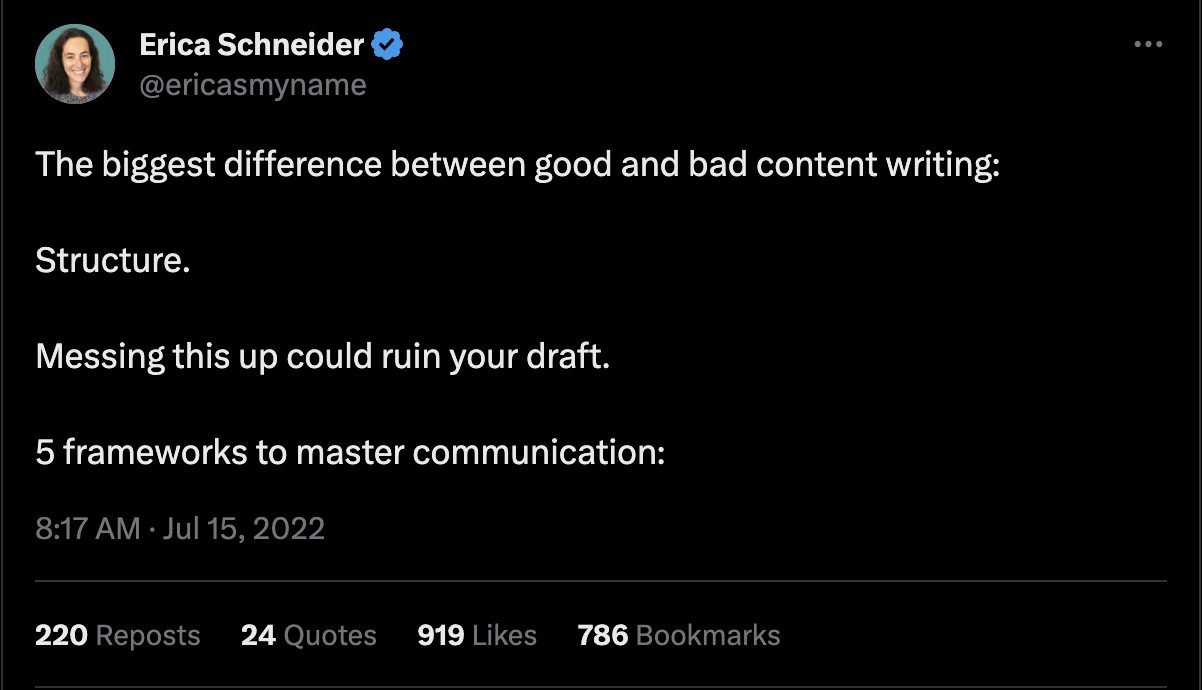 Erica Schneider
@ericasmyname
The biggest difference between good and bad content writing:
Structure.
Messing this up could ruin your draft.
5 frameworks to master communication:
8:17 AM · Jul 15, 2022
220 Reposts 24 Quotes 919 Likes 786 Bookmarks